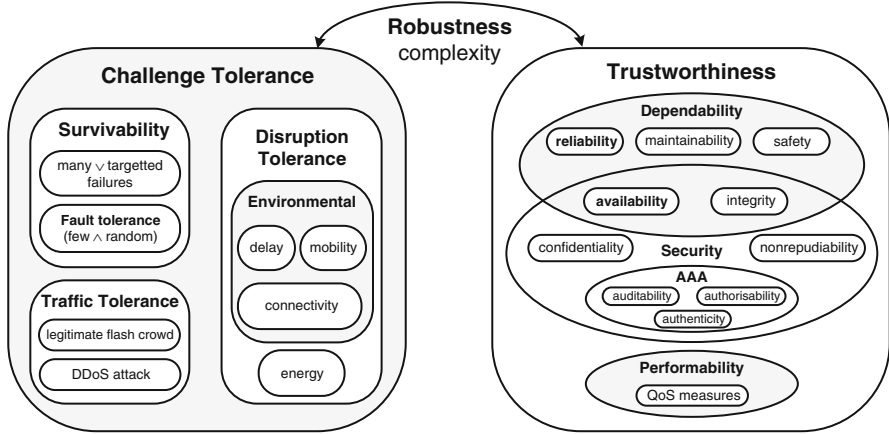 Robustness
complexity
Challenge Tolerance
Survivability
many ∨ targetted
failures
Fault tolerance
(few ∧ random)
Traffic Tolerance
legitimate flash crowd
DDoS attack
Disruption
Tolerance
Environmental
delay
mobility
connectivity
energy
Trustworthiness
Dependability
reliability
maintainability
safety
availability
integrity
confidentiality
Security
nonrepudiability
AAA
auditability
authorisability
authenticity
Performability
QoS measures